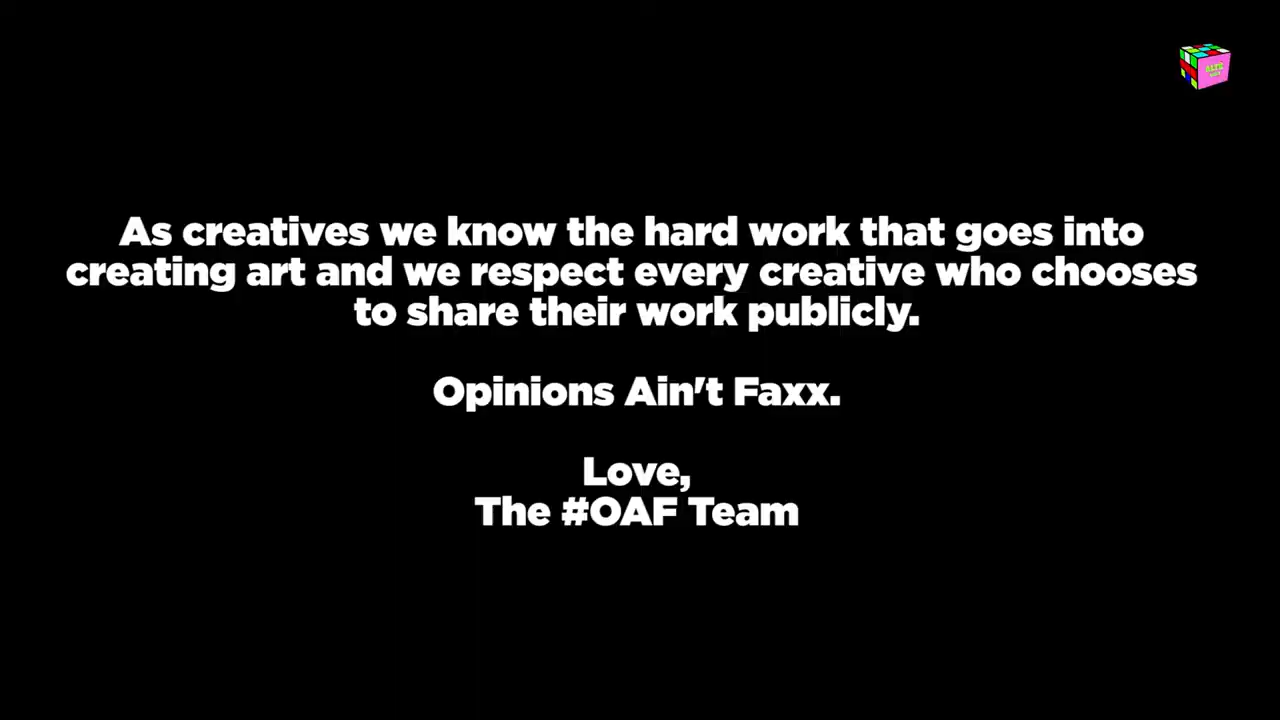 As creatives we know the hard work that goes into
creating art and we respect every creative who chooses
to share their work publicly.
Opinions Ain't Faxx.
Love,
The #OAF Team